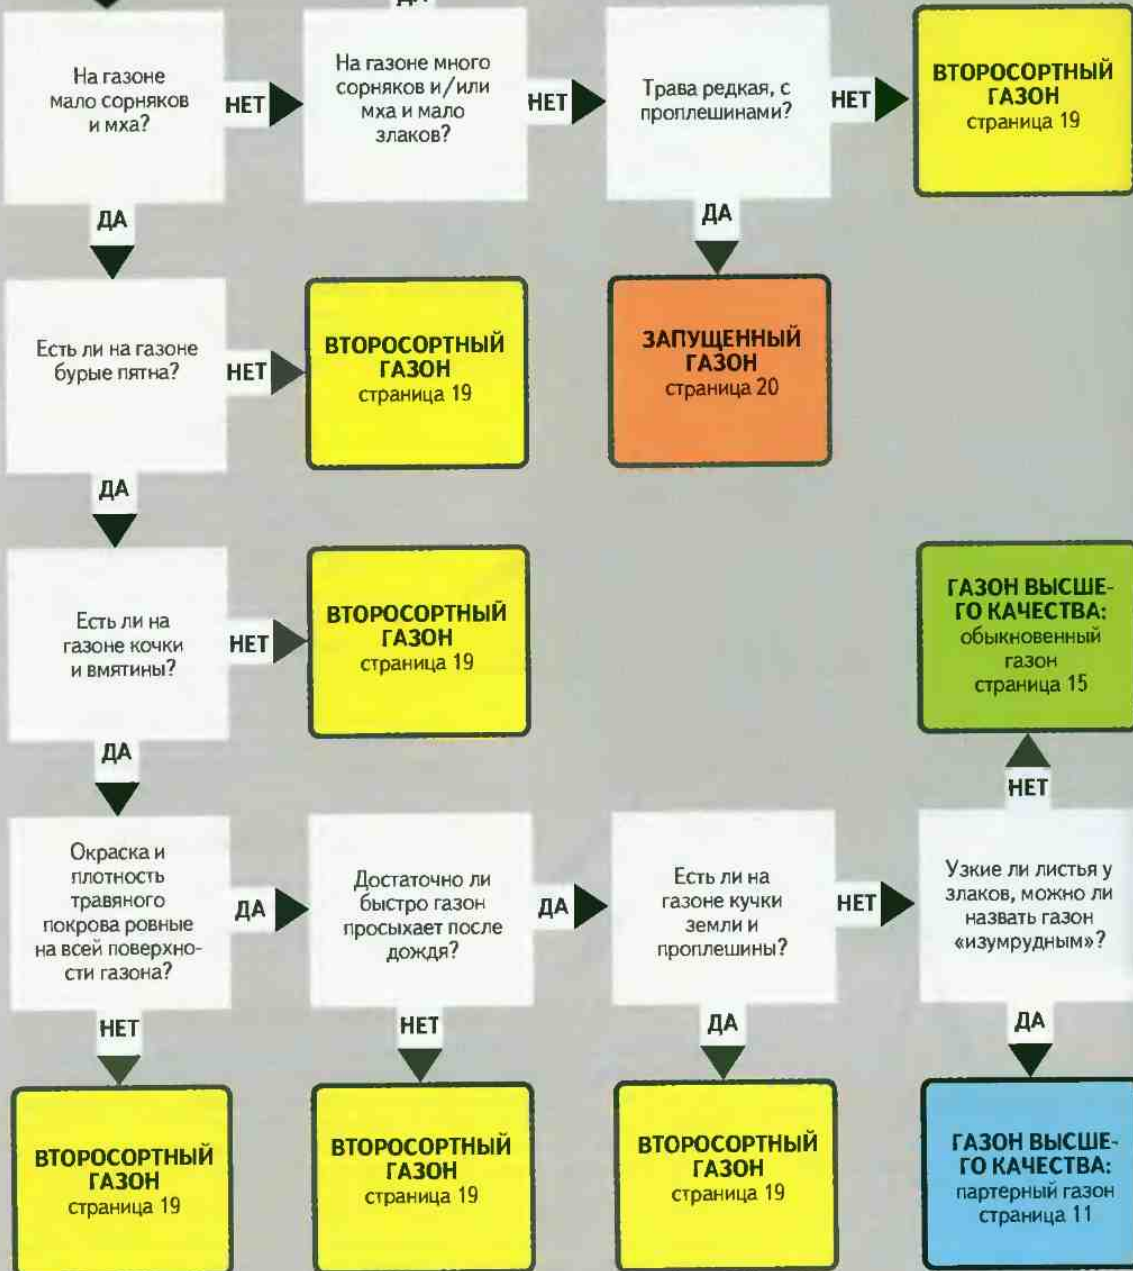 ДА
На газоне
мало сорняков
и мха?
НЕТ
На газоне много
сорняков и/или
мха и мало
злаков?
НЕТ
Трава редкая, с
проплешинами?
НЕТ
ВТОРОСОРТНЫЙ
ГАЗОН
страница 19
ДА
ДА
Есть ли на газоне
бурые пятна?
НЕТ
ВТОРОСОРТНЫЙ
ГАЗОН
страница 19
ЗАПУЩЕННЫЙ
ГАЗОН
страница 20
ДА
Есть ли на
газоне кочки
и вмятины?
НЕТ
ВТОРОСОРТНЫЙ
ГАЗОН
страница 19
ГАЗОН ВЫСШЕ-
ГО КАЧЕСТВА:
обыкновенный
газон
страница 15
ДА
НЕТ
Окраска и
плотность
травяного
покрова ровные
на всей поверхно-
сти газона?
ДА
Достаточно ли
быстро газон
просыхает после
дождя?
ДА
Есть ли на
газоне кучки
земли и
проплешины?
НЕТ
Узкие ли листья у
злаков, можно ли
назвать газон
«изумрудным»?
НЕТ
НЕТ
ДА
ДА
ВТОРОСОРТНЫЙ
ГАЗОН
страница 19
ВТОРОСОРТНЫЙ
ГАЗОН
страница 19
ВТОРОСОРТНЫЙ
ГАЗОН
страница 19
ГАЗОН ВЫСШЕ-
ГО КАЧЕСТВА:
партерный газон
страница 11